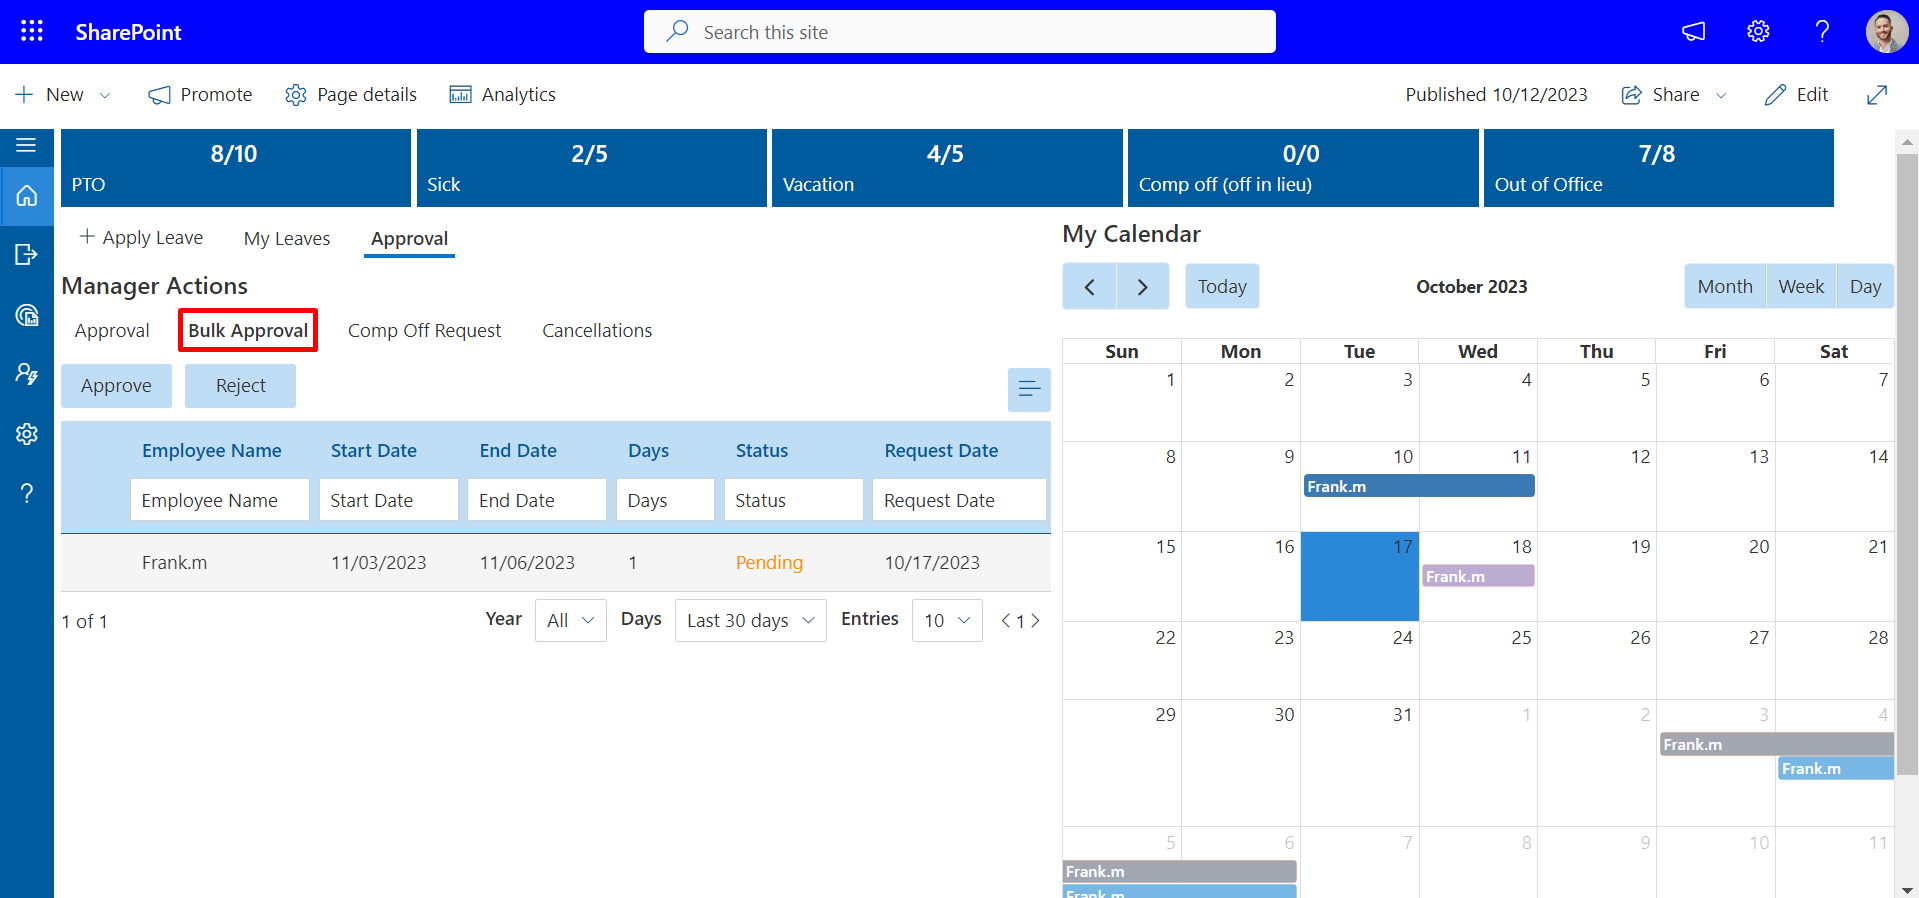 SharePoint
Search this site
New
Promote
Page details
Analytics
Published 10/12/2023
Share
Edit
8/10
PTO
2/5
Sick
4/5
Vacation
0/0
Comp off (off in lieu)
7/8
Out of Office
+ Apply Leave
My Leaves
Approval
Manager Actions
Approval
Bulk Approval
Comp Off Request
Cancellations
Approve
Reject
Employee Name Start Date End Date Days Status Request Date
Employee Name Start Date End Date Days Status Request Date
Frank.m 11/03/2023 11/06/2023 1 Pending 10/17/2023
1 of 1
Year All Days Last 30 days Entries 10 < 1 >
My Calendar
< > Today
October 2023
Month Week Day
Sun Mon Tue Wed Thu Fri Sat
1 2 3 4 5 6 7
8 9 10 11 12 13 14
Frank.m
15 16 17 18 19 20 21
Frank.m
22 23 24 25 26 27 28
29 30 31 1 2 3 4
Frank.m
Frank.m
5 6 7 8 9 10 11
Frank.m
Frank.m